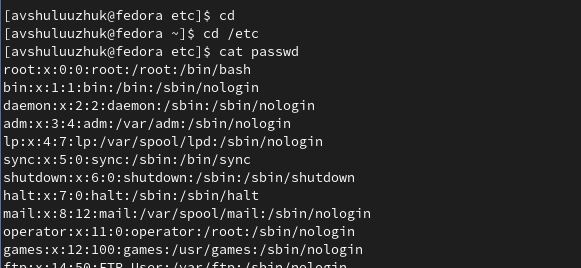 [avshuluuzhuk@fedora etc]$ cd
[avshuluuzhuk@fedora ~]$ cd /etc
[avshuluuzhuk@fedora etc]$ cat passwd
root:x:0:0:root:/root:/bin/bash
bin:x:1:1:bin:/bin:/sbin/nologin
daemon:x:2:2:daemon:/sbin:/sbin/nologin
adm:x:3:4:adm:/var/adm:/sbin/nologin
lp:x:4:7:lp:/var/spool/lpd:/sbin/nologin
sync:x:5:0:sync:/sbin:/bin/sync
shutdown:x:6:0:shutdown:/sbin:/sbin/shutdown
halt:x:7:0:halt:/sbin:/sbin/halt
mail:x:8:12:mail:/var/spool/mail:/sbin/nologin
operator:x:11:0:operator:/root:/sbin/nologin
games:x:12:100:games:/usr/games:/sbin/nologin
ftp:x:14:50:FTP User:/var/ftp:/sbin/nologin